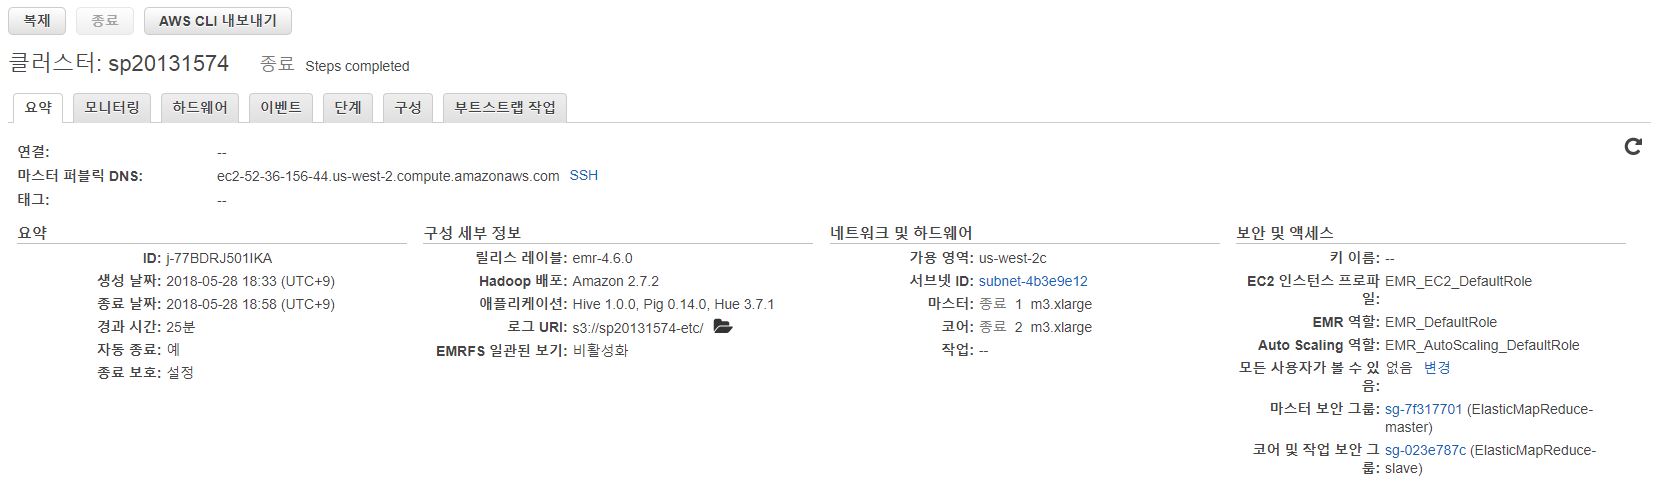 복제 종료 AWS CLI 내보내기
클러스터: sp20131574 종료 Steps completed
요약 모니터링 하드웨어 이벤트 단계 구성 부트스트랩 작업
연결: --
마스터 퍼블릭 DNS: ec2-52-36-156-44.us-west-2.compute.amazonaws.com SSH
태그: --
요약
ID: j-77BDRJ501IKA
생성 날짜: 2018-05-28 18:33 (UTC+9)
종료 날짜: 2018-05-28 18:58 (UTC+9)
경과 시간: 25분
자동 종료: 예
종료 보호: 설정
구성 세부 정보
릴리스 레이블: emr-4.6.0
Hadoop 배포: Amazon 2.7.2
애플리케이션: Hive 1.0.0, Pig 0.14.0, Hue 3.7.1
로그 URI: s3://sp20131574-etc/
EMRFS 일관된 보기: 비활성화
네트워크 및 하드웨어
가용 영역: us-west-2c
서브넷 ID: subnet-4b3e9e12
마스터: 종료 1 m3.xlarge
코어: 종료 2 m3.xlarge
작업: --
보안 및 액세스
키 이름: --
EC2 인스턴스 프로파 EMR_EC2_DefaultRole
일:
EMR 역할: EMR_DefaultRole
Auto Scaling 역할: EMR_AutoScaling_DefaultRole
모든 사용자가 볼 수 있 없음 변경
음:
마스터 보안 그룹: sg-7f317701 (ElasticMapReduce-
master)
코어 및 작업 보안 그 sg-023e787c (ElasticMapReduce-
룹: slave)